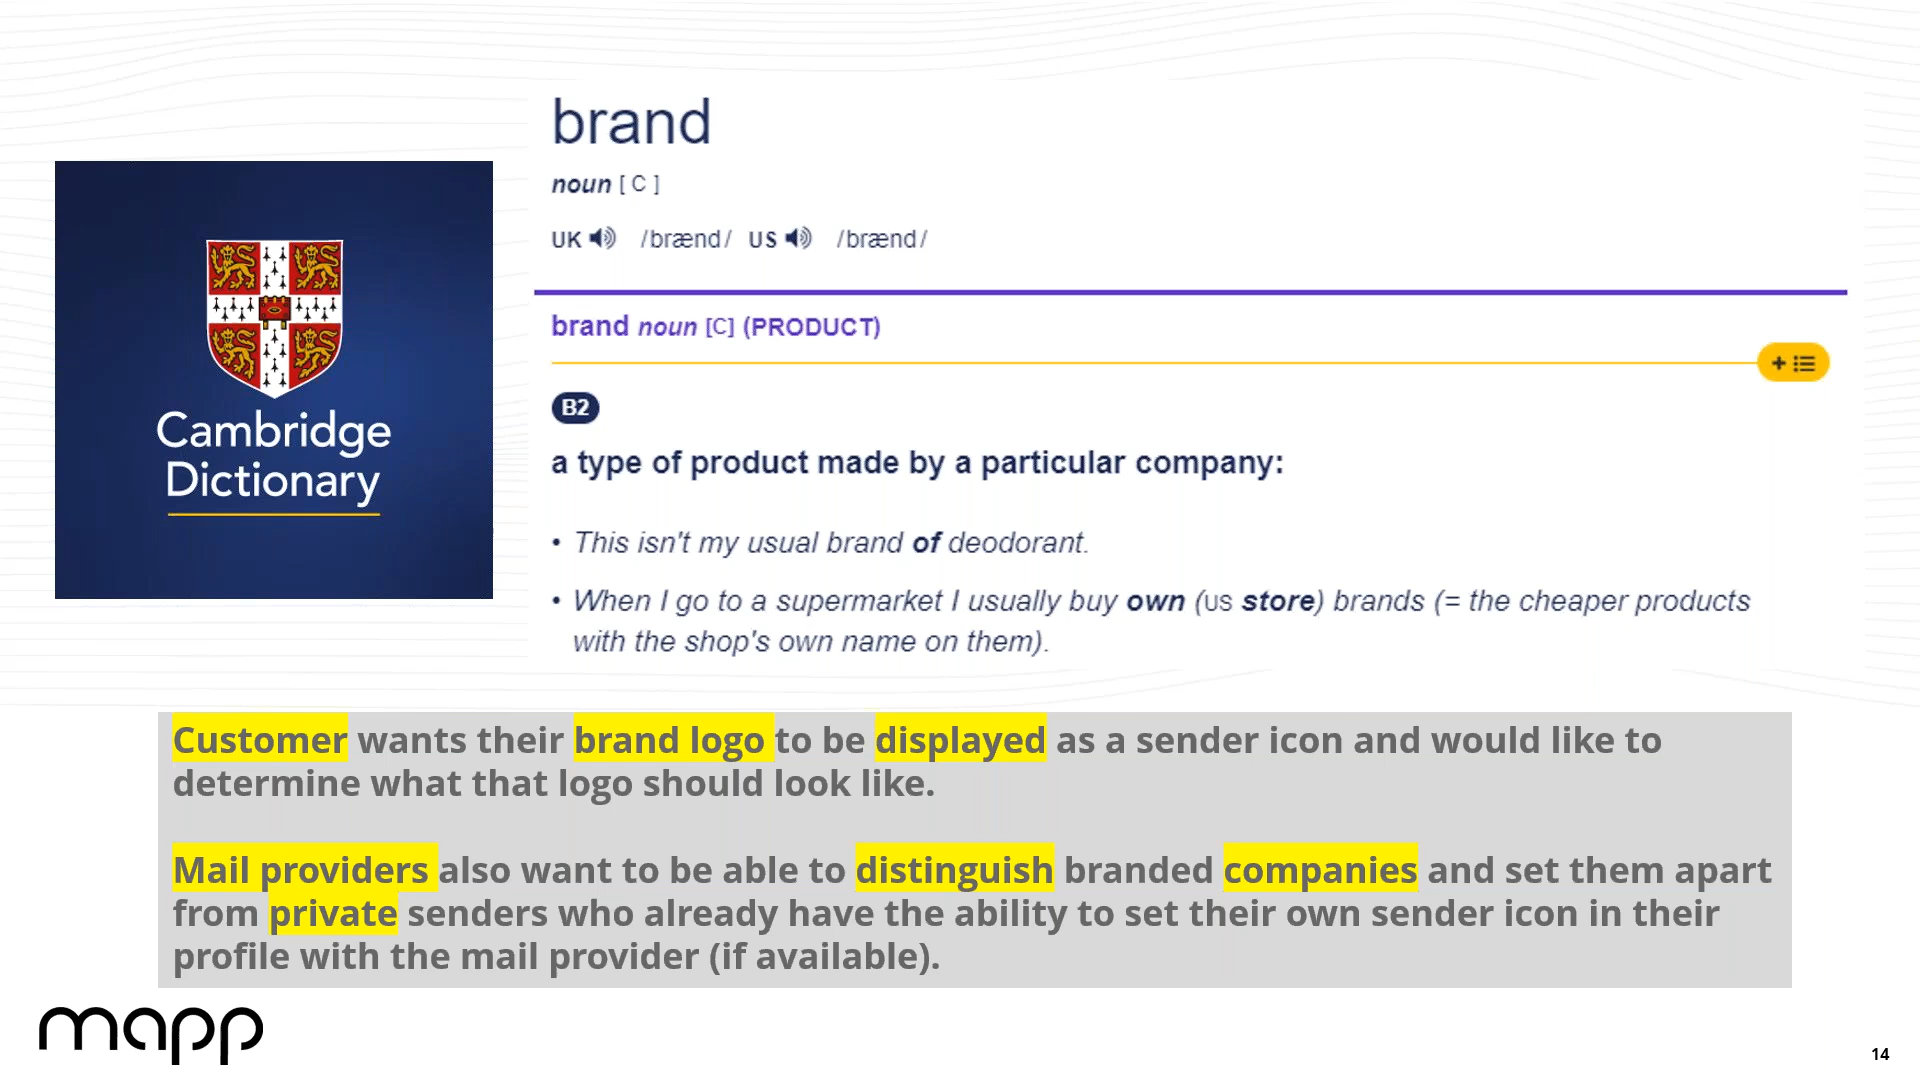 brand
noun [ C ]
UK /brænd/ US /brænd/
brand noun [C] (PRODUCT)
+
B2
a type of product made by a particular company:
• This isn't my usual brand of deodorant.
• When I go to a supermarket I usually buy own (US store) brands (= the cheaper products
with the shop's own name on them).
Cambridge
Dictionary
Customer wants their brand logo to be displayed as a sender icon and would like to
determine what that logo should look like.
Mail providers also want to be able to distinguish branded companies and set them apart
from private senders who already have the ability to set their own sender icon in their
profile with the mail provider (if available).
mapp
14